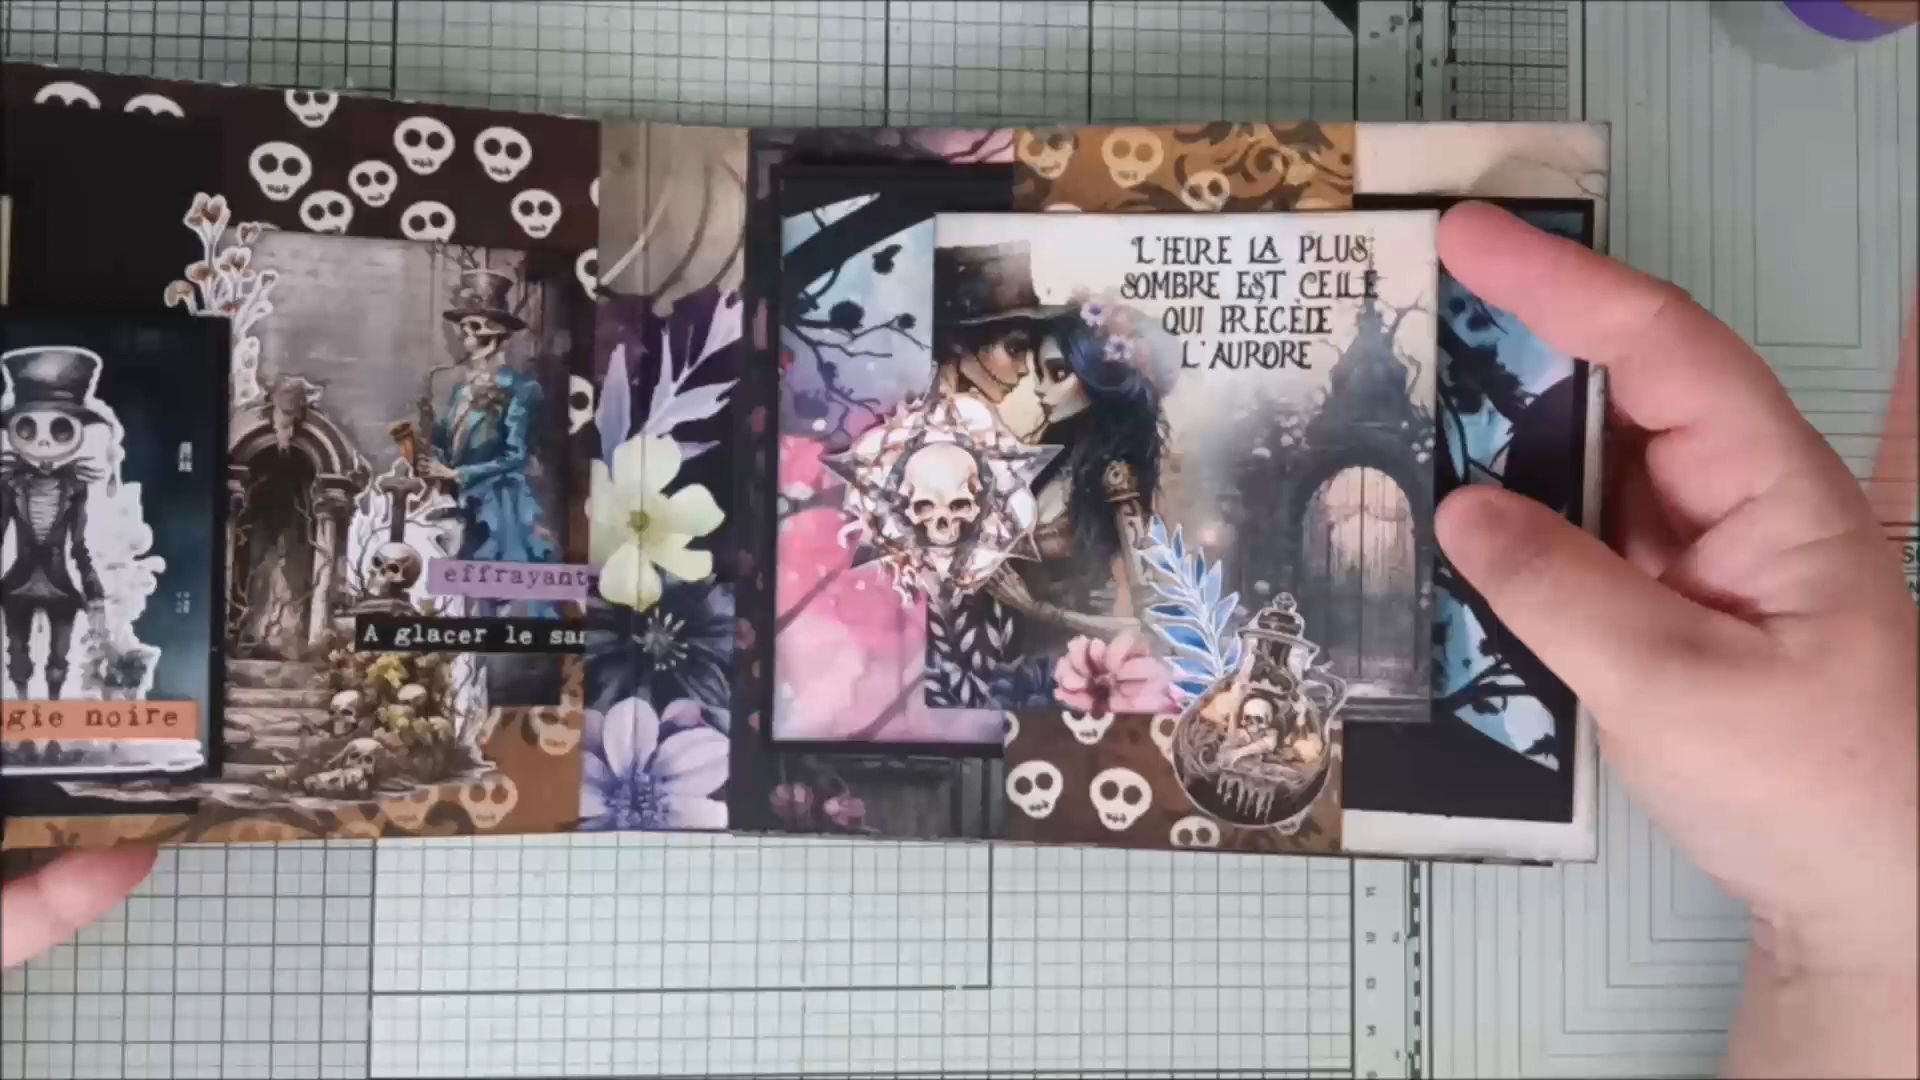 gie noire
effrayant
A glacer le sa
L'HEURE LA PLUS
SOMBRE EST CELLE
QUI PRÉCÈDE
L'AURORE